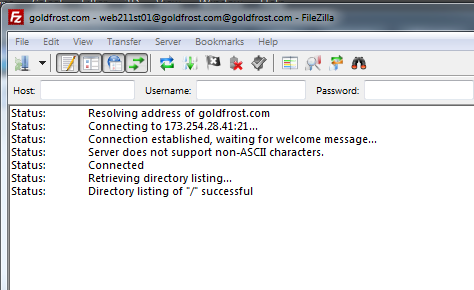 goldfrost.com - web211st01@goldfrost.com@goldfrost.com - FileZilla
File Edit View Transfer Server Bookmarks Help
Host: Username: Password:
Status: Resolving address of goldfrost.com
Status: Connecting to 173.254.28.41:21...
Status: Connection established, waiting for welcome message...
Status: Server does not support non-ASCII characters.
Status: Connected
Status: Retrieving directory listing...
Status: Directory listing of "/" successful